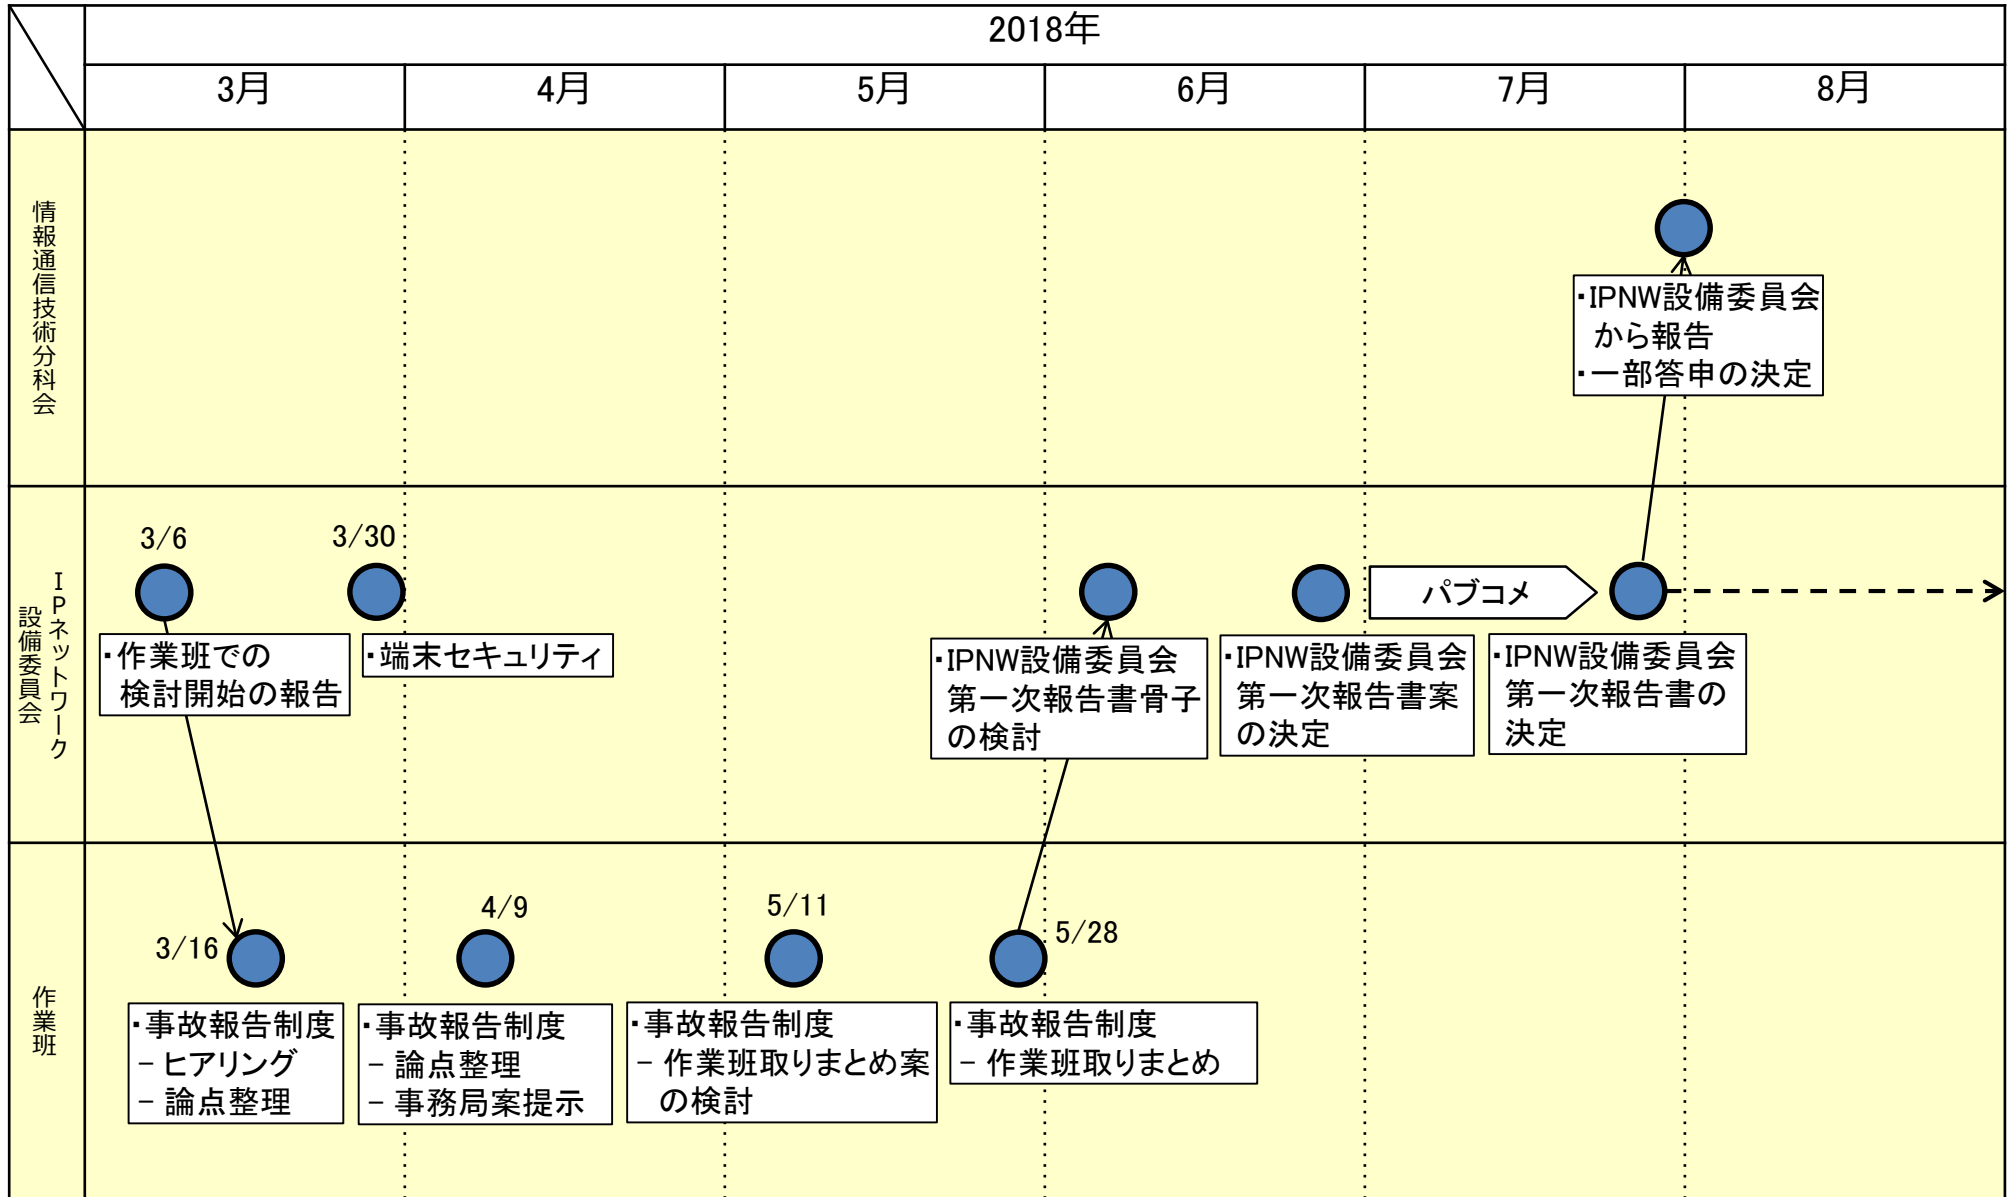 2018年
3月
4月
5月
6月
7月
8月
情報通信技術分科会
・IPNW設備委員会
から報告
・一部答申の決定
IPネットワーク
設備委員会
3/6
・作業班での
検討開始の報告
3/30
・端末セキュリティ
・IPNW設備委員会
第一次報告書骨子
の検討
・IPNW設備委員会
第一次報告書案
の決定
パブコメ
・IPNW設備委員会
第一次報告書の
決定
作業班
3/16
・事故報告制度
− ヒアリング
− 論点整理
4/9
・事故報告制度
− 論点整理
− 事務局案提示
5/11
・事故報告制度
− 作業班取りまとめ案
の検討
5/28
・事故報告制度
− 作業班取りまとめ